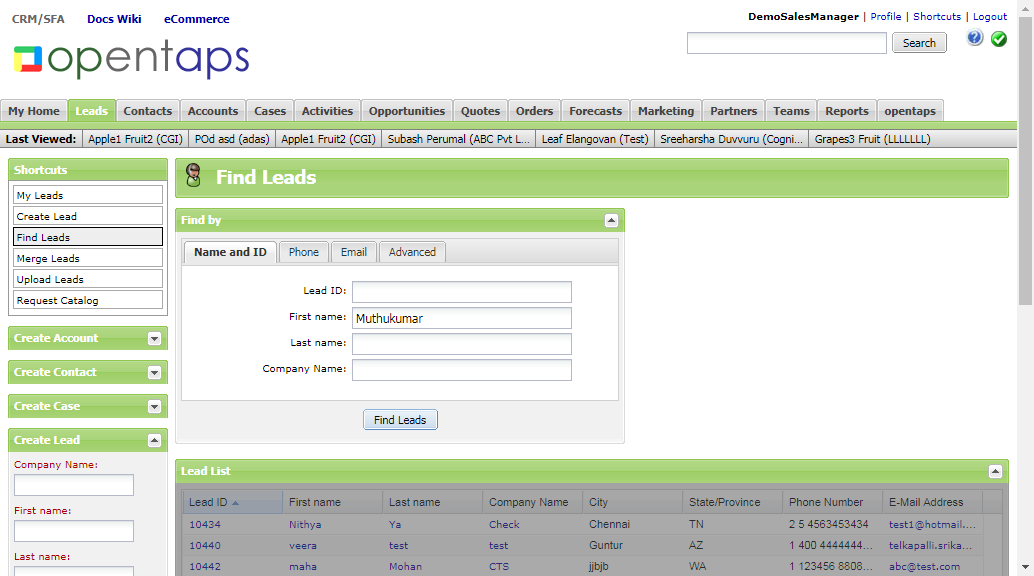 CRM/SFA Docs Wiki eCommerce
DemoSalesManager | Profile | Shortcuts | Logout
opentaps
Search
My Home Leads Contacts Accounts Cases Activities Opportunities Quotes Orders Forecasts Marketing Partners Teams Reports opentaps
Last Viewed: Apple1 Fruit2 (CGI) POd asd (adas) Apple1 Fruit2 (CGI) Subash Perumal (ABC Pvt L... Leaf Elangovan (Test) Sreeharsha Duvvuru (Cogni... Grapes3 Fruit (LLLLLLL)
Shortcuts
My Leads
Create Lead
Find Leads
Merge Leads
Upload Leads
Request Catalog
Create Account
Create Contact
Create Case
Create Lead
Company Name:
First name:
Last name:
Find Leads
Find by
Name and ID Phone Email Advanced
Lead ID:
First name: Muthukumar
Last name:
Company Name:
Find Leads
Lead List
Lead ID First name Last name Company Name City State/Province Phone Number E-Mail Address
10434 Nithya Ya Check Chennai TN 2 5 4563453434 test1@hotmail....
10440 veera test test Guntur AZ 1 400 4444444... telkapalli.srika...
10442 maha Mohan CTS jjbjb WA 1 123456 8808... abc@test.com